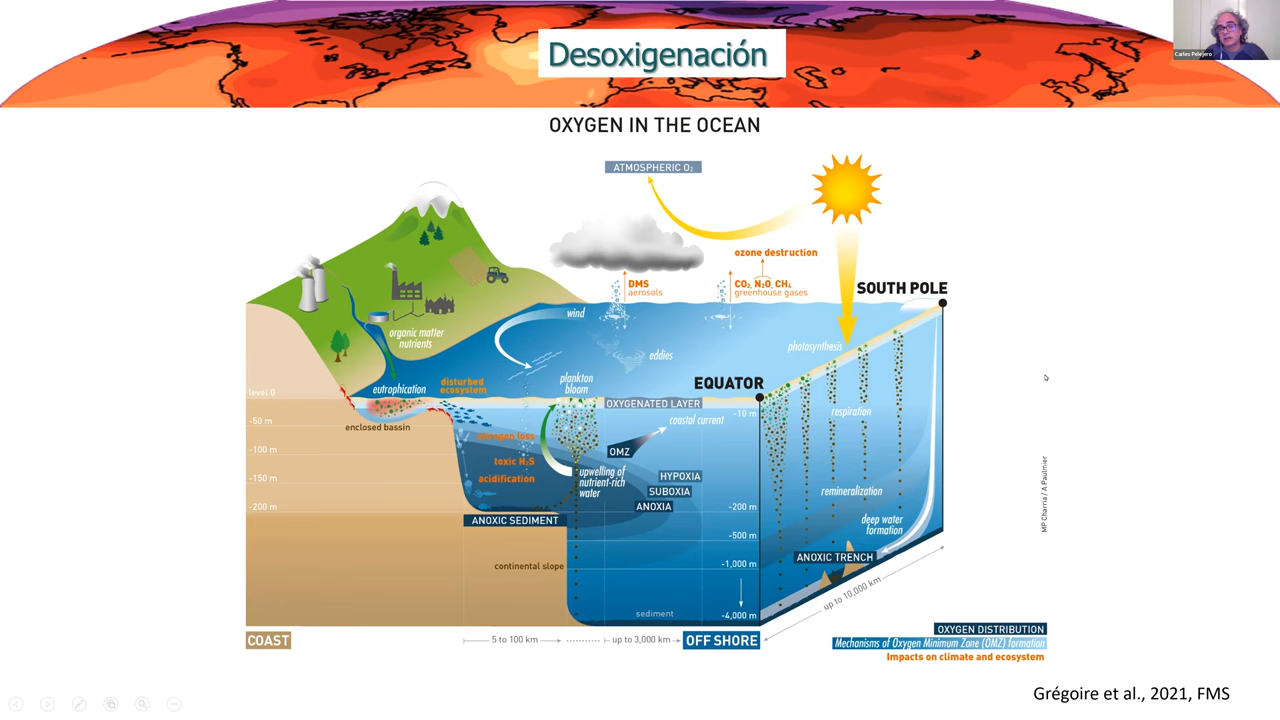 Desoxigenación
Carles Pelejero
OXYGEN IN THE OCEAN
ATMOSPHERIC O₂
ozone destruction
DMS
aerosols
CO₂, N₂O, CH₄
greenhouse gases
SOUTH POLE
wind
organic matter
nutrients
eddies
photosynthesis
eutrophication
disturbed
ecosystem
plankton
bloom
EQUATOR
level 0
OXYGENATED LAYER
-10 m
coastal current
respiration
-50 m
enclosed bassin
nitrogen loss
OMZ
-100 m
toxic H₂S
acidification
upwelling of
nutrient-rich
water
HYPOXIA
SUBOXIA
ANOXIA
-150 m
remineralization
-200 m
-200 m
ANOXIC SEDIMENT
deep water
formation
-500 m
ANOXIC TRENCH
continental slope
-1,000 m
up to 10,000 km
sediment
-4,000 m
COAST
5 to 100 km
up to 3,000 km
OFF SHORE
OXYGEN DISTRIBUTION
Mechanisms of Oxygen Minimum Zone (OMZ) formation
Impacts on climate and ecosystem
MP Charria / A Paulmier
Grégoire et al., 2021, FMS